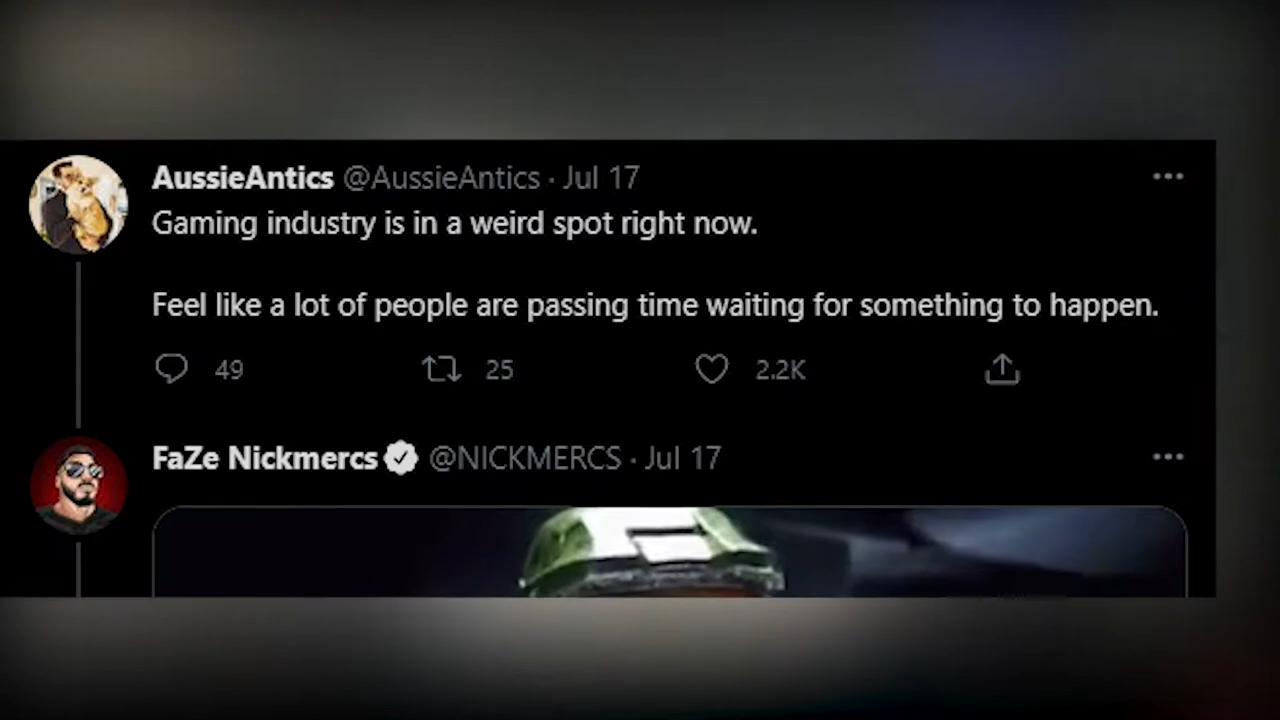 AussieAntics @AussieAntics · Jul 17
Gaming industry is in a weird spot right now.
Feel like a lot of people are passing time waiting for something to happen.
49 25 2.2K
FaZe Nickmercs @NICKMERCS · Jul 17